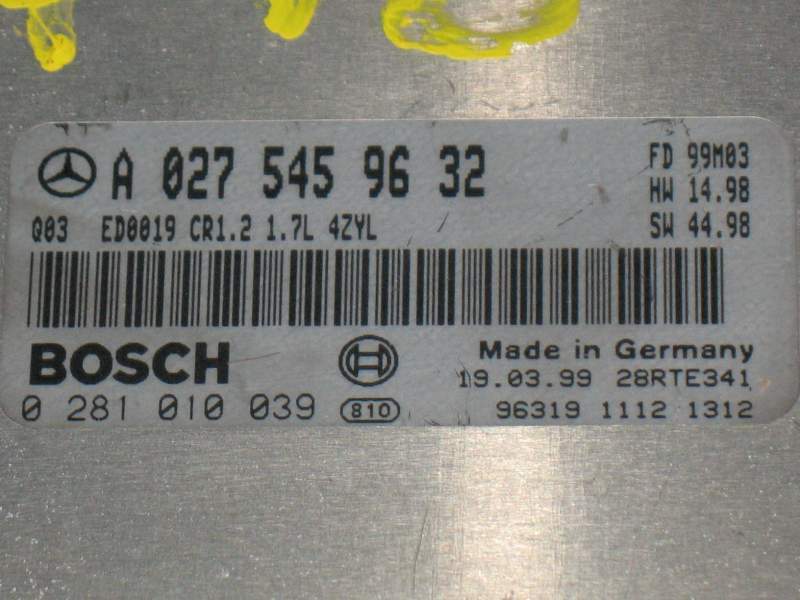 A 027 545 96 32
FD 99M03
HW 14.98
SW 44.98
Q03 ED0019 CR1.2 1.7L 4ZYL
BOSCH
Made in Germany
19.03.99 28RTE341
0 281 010 039 810
96319 1112 1312